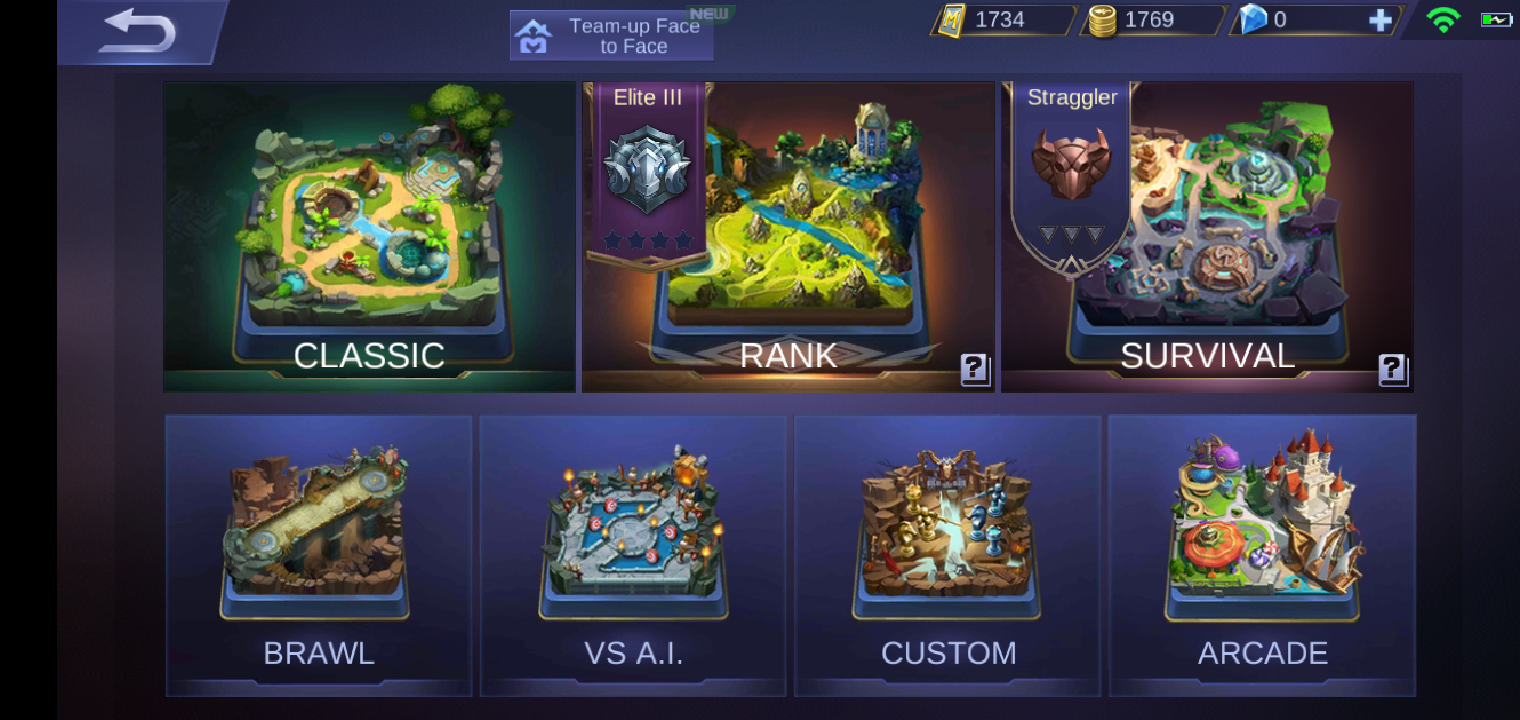 NEW
Team-up Face
to Face
1734
1769
0
Elite III
Straggler
CLASSIC
RANK
?
SURVIVAL
?
BRAWL
VS A.I.
CUSTOM
ARCADE